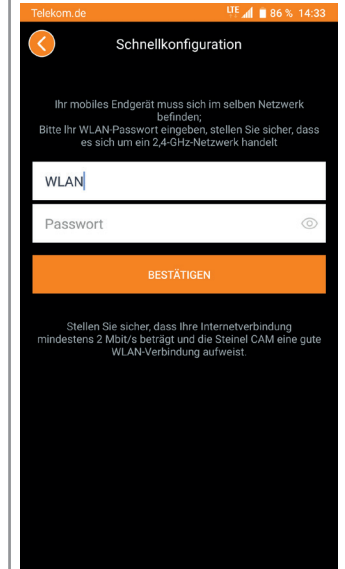 Telekom.de LTE 86 % 14:33
Schnellkonfiguration
Ihr mobiles Endgerät muss sich im selben Netzwerk
befinden;
Bitte Ihr WLAN-Passwort eingeben, stellen Sie sicher, dass
es sich um ein 2,4-GHz-Netzwerk handelt
WLAN
Passwort
BESTÄTIGEN
Stellen Sie sicher, dass Ihre Internetverbindung
mindestens 2 Mbit/s beträgt und die Steinel CAM eine gute
WLAN-Verbindung aufweist.